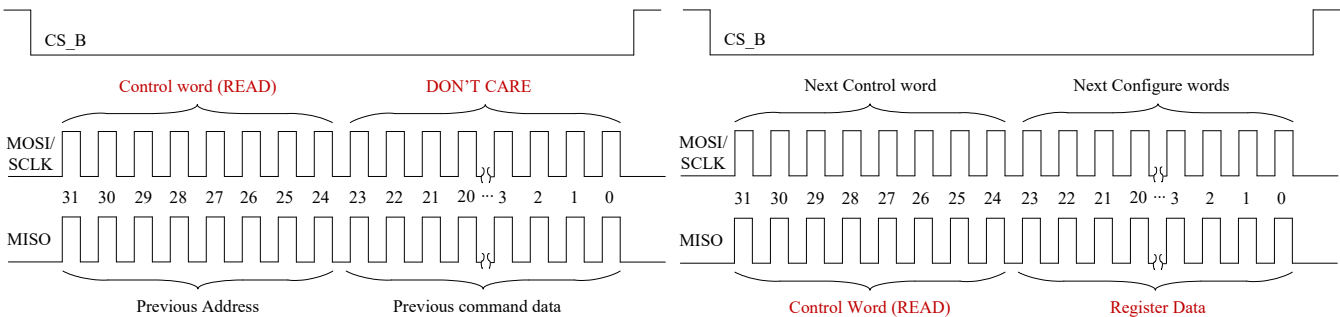 CS_B
Control word (READ) DON'T CARE
MOSI/
SCLK
31 30 29 28 27 26 25 24 23 22 21 20 ··· 3 2 1 0
MISO
Previous Address Previous command data
CS_B
Next Control word Next Configure words
MOSI/
SCLK
31 30 29 28 27 26 25 24 23 22 21 20 ··· 3 2 1 0
MISO
Control Word (READ) Register Data